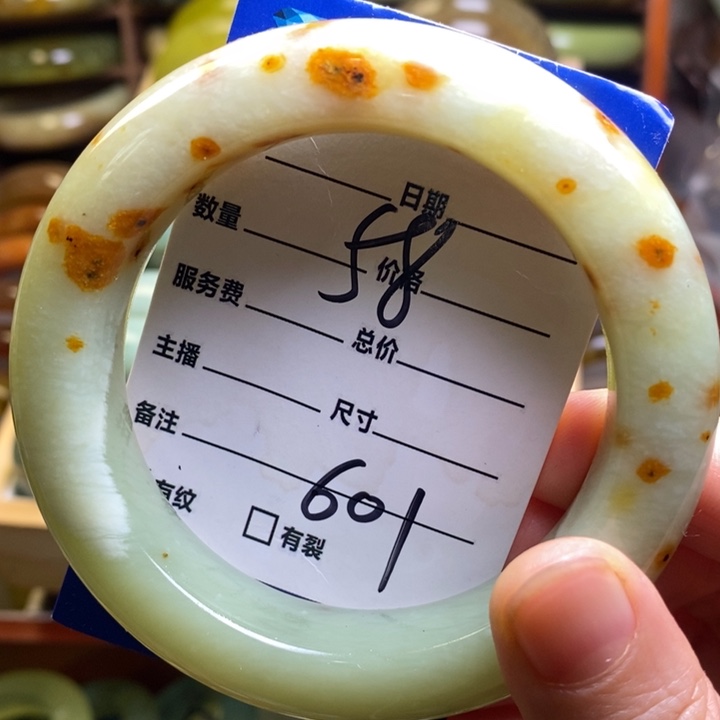 日期
58
数量 价格
服务费 总价
主播 尺寸
备注
601
有纹 □有裂